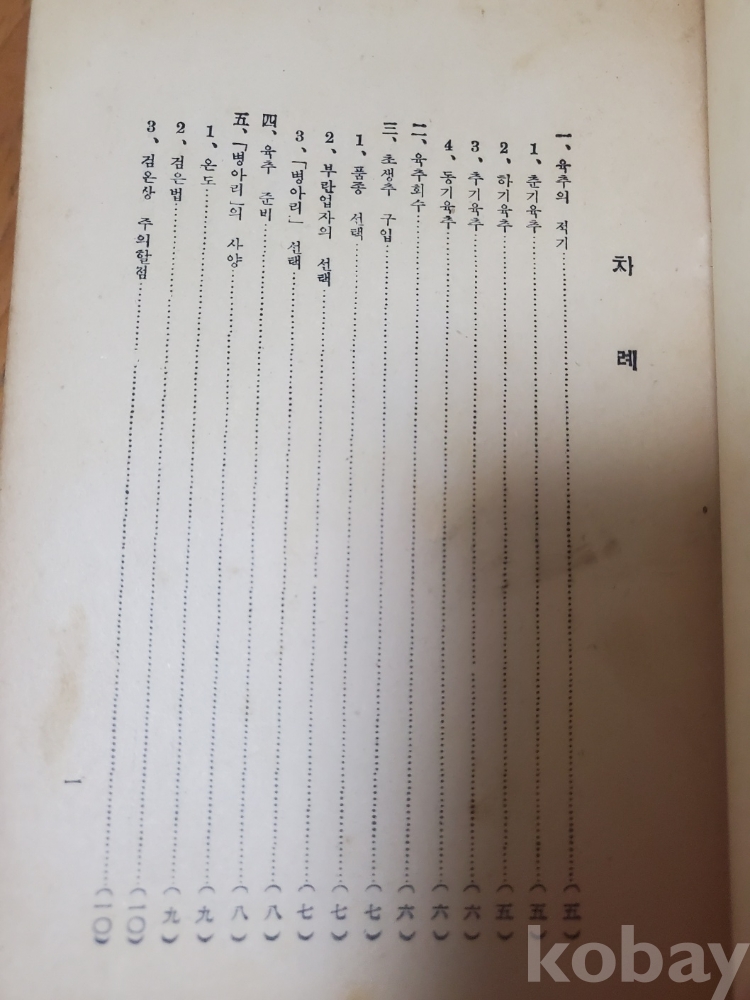 차 례
一、육추의 적기……(五)
1、춘기육추……(五)
2、하기육추……(五)
3、추기육추……(六)
4、동기육추……(六)
二、육추회수……(六)
三、초생추 구입……(七)
1、품종 선택……(七)
2、부란업자의 선택……(七)
3、「병아리」 선택……(八)
四、육추 준비……(八)
五、「병아리」의 사양……(九)
1、온도……(九)
2、검은법……(一〇)
3、검온상 주의할점……(一〇)
一
kobay